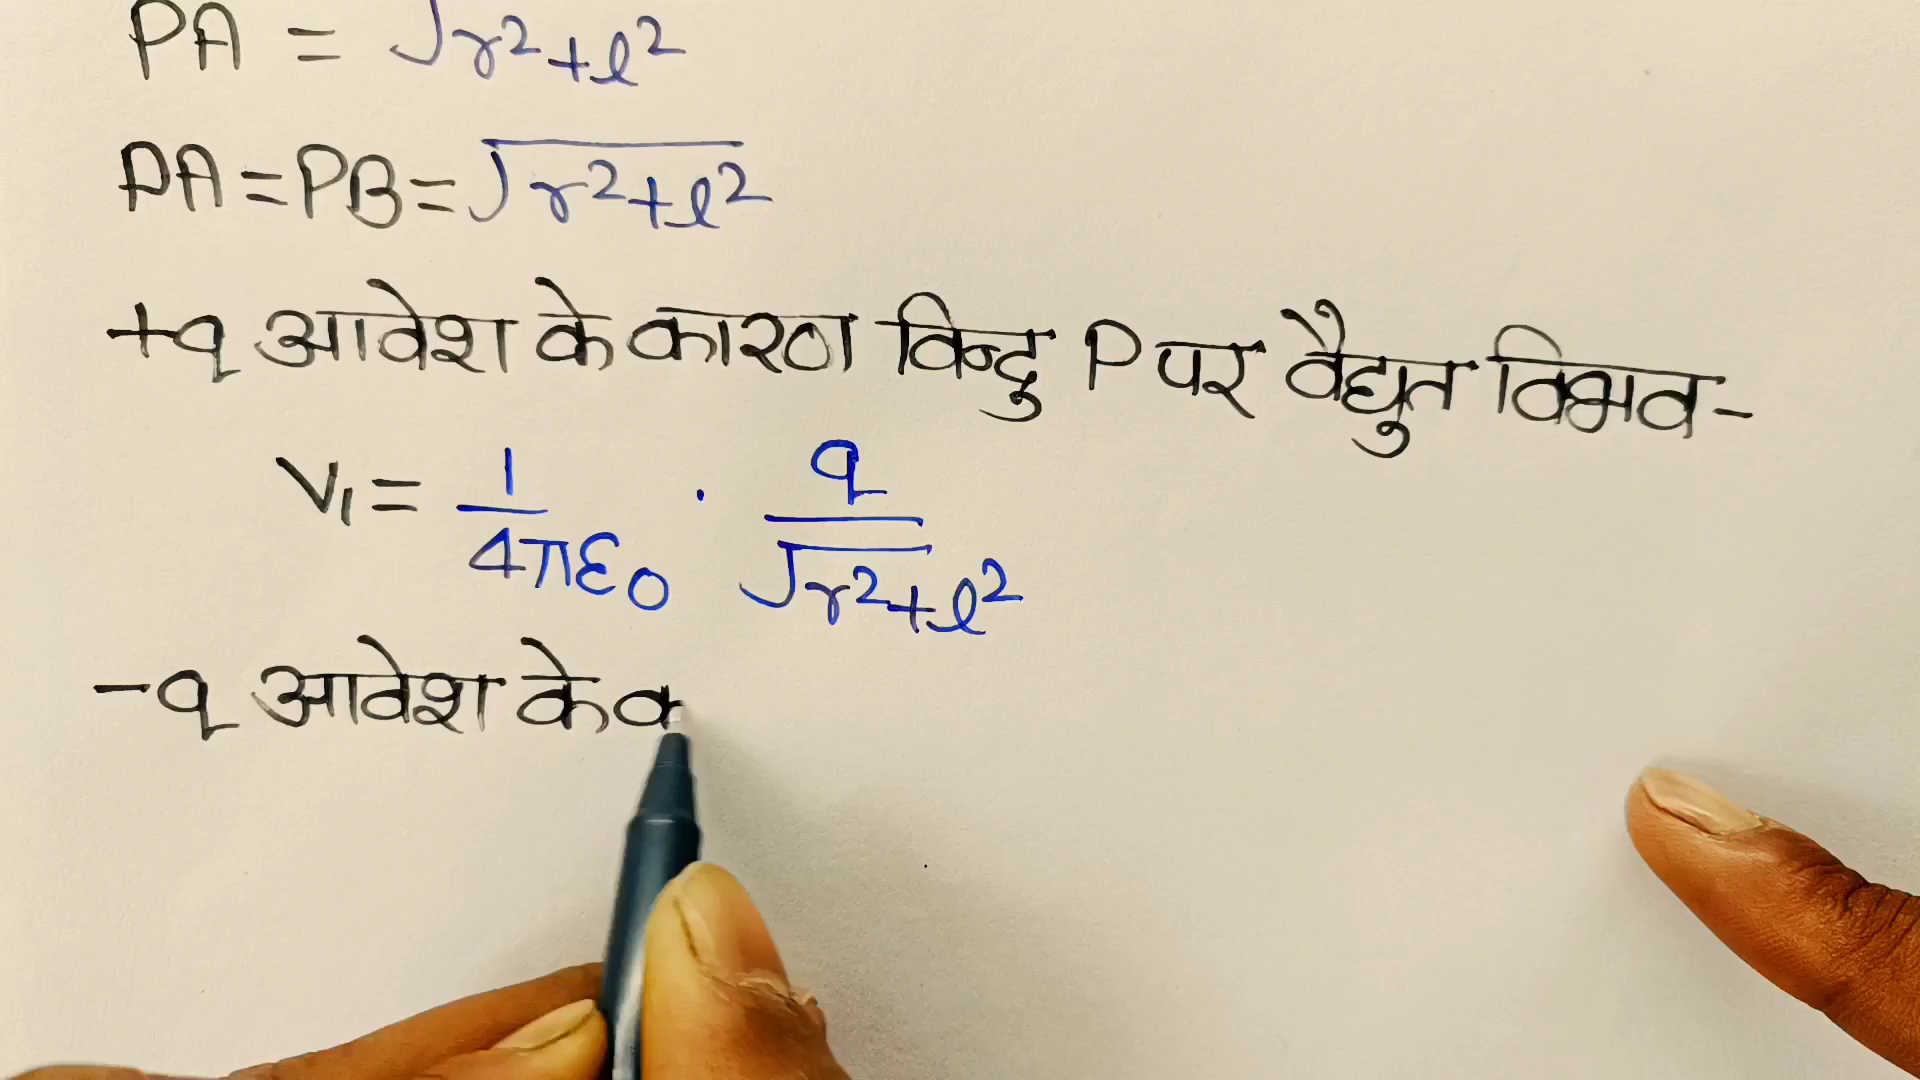 PA = √r²+l²
PA=PB=√r²+l²
+q आवेश के कारण विन्दु P पर वैद्युत विभव-
V₁= 1/4πε₀ · q/√r²+l²
-q आवेश के